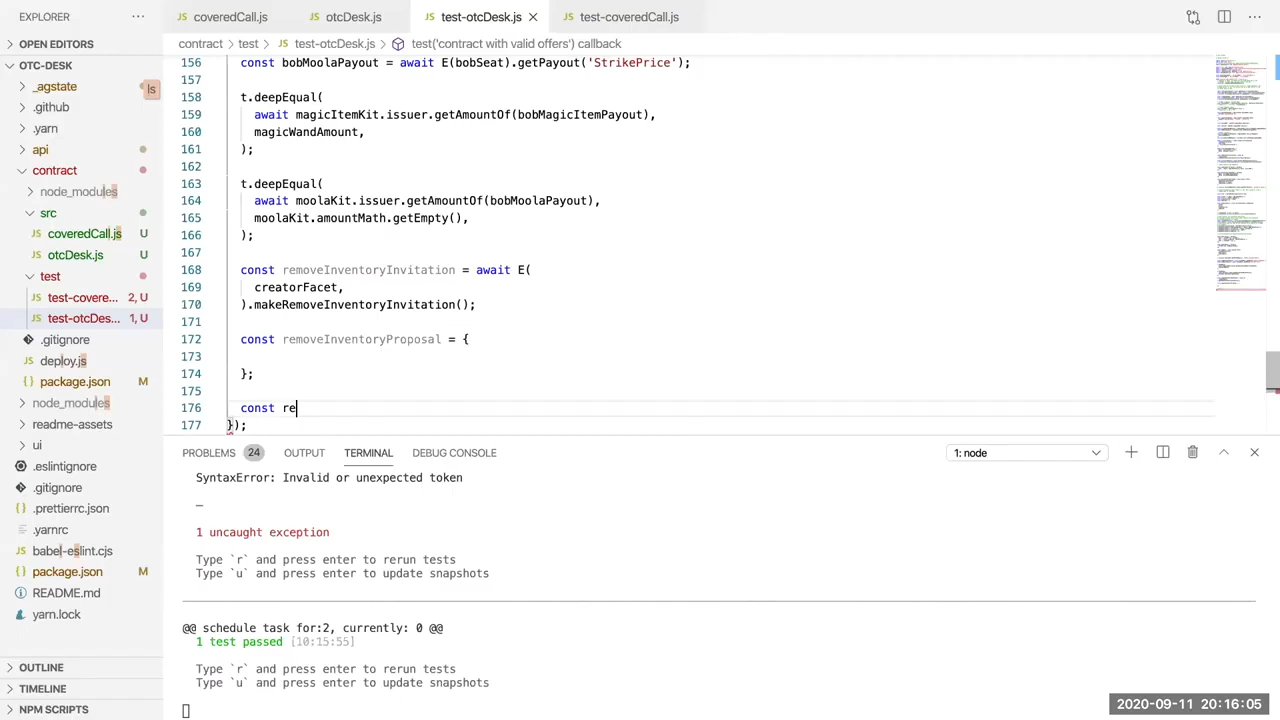 EXPLORER
coveredCall.js
otcDesk.js
test-otcDesk.js
test-coveredCall.js
OPEN EDITORS
OTC-DESK
_agstate
.github
.yarn
api
contract
node_modules
src
coveredCall.js U
otcDesk.js U
test
test-covere... 2, U
test-otcDes... 1, U
.gitignore
deploy.js
package.json M
node_modules
readme-assets
ui
.eslintignore
.gitignore
.prettierrc.json
.yarnrc
babel-eslint.cjs
package.json M
README.md
yarn.lock
OUTLINE
TIMELINE
NPM SCRIPTS
ls
contract > test > test-otcDesk.js > test('contract with valid offers') callback
156 const bobMoolaPayout = await E(bobSeat).getPayout('StrikePrice');
157
158 t.deepEqual(
159 await magicItemKit.issuer.getAmountOf(bobMagicItemPayout),
160 magicWandAmount,
161 );
162
163 t.deepEqual(
164 await moolaKit.issuer.getAmountOf(bobMoolaPayout),
165 moolaKit.amountMath.getEmpty(),
166 );
167
168 const removeInventoryInvitation = await E(
169 creatorFacet,
170 ).makeRemoveInventoryInvitation();
171
172 const removeInventoryProposal = {
173
174 };
175
176 const re
177 });
PROBLEMS 24 OUTPUT TERMINAL DEBUG CONSOLE
1: node
SyntaxError: Invalid or unexpected token
─
1 uncaught exception
Type `r` and press enter to rerun tests
Type `u` and press enter to update snapshots
@@ schedule task for:2, currently: 0 @@
1 test passed [10:15:55]
Type `r` and press enter to rerun tests
Type `u` and press enter to update snapshots
2020-09-11 20:16:05